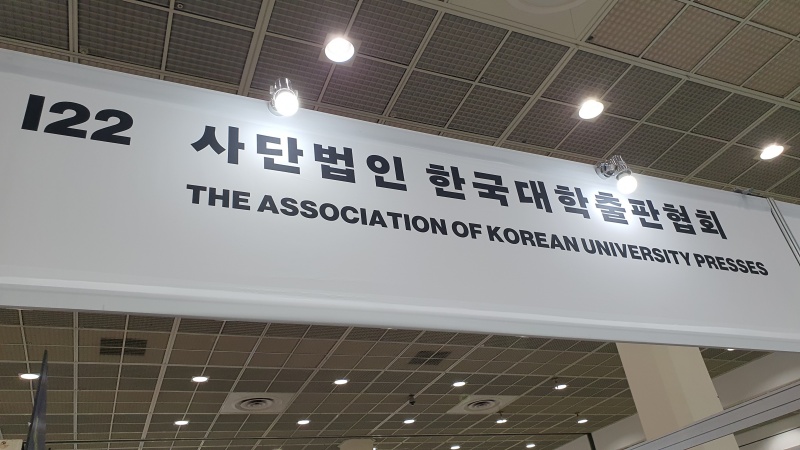 I22 사단법인 한국대학출판협회
THE ASSOCIATION OF KOREAN UNIVERSITY PRESSES